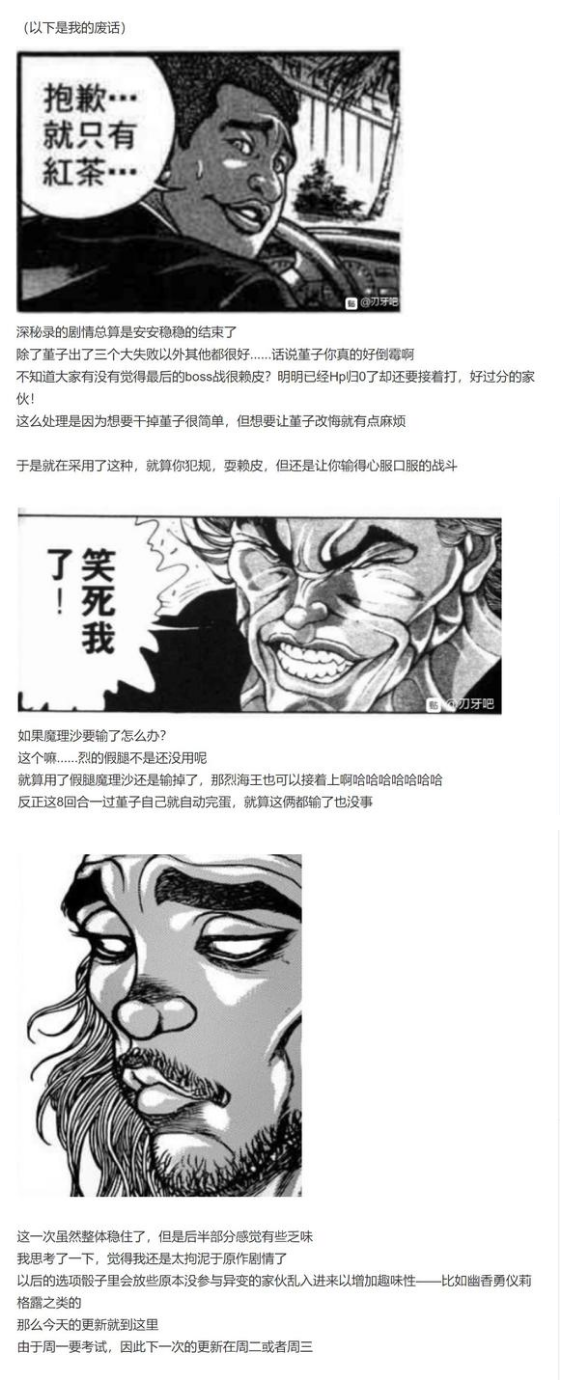 （以下是我的废话）
抱歉…
就只有
紅茶…
@刃牙吧
深秘录的剧情总算是安安稳稳的结束了
除了堇子出了三个大失败以外其他都很好......话说堇子你真的好倒霉啊
不知道大家有没有觉得最后的boss战很赖皮？明明已经Hp归0了却还要接着打，好过分的家
伙！
这么处理是因为想要干掉堇子很简单，但想要让堇子改悔就有点麻烦
于是就在采用了这种，就算你犯规，耍赖皮，但还是让你输得心服口服的战斗
笑死我
了！
@刃牙吧
如果魔理沙要输了怎么办？
这个嘛......烈的假腿不是还没用呢
就算用了假腿魔理沙还是输掉了，那烈海王也可以接着上啊哈哈哈哈哈哈哈
反正这8回合一过堇子自己就自动完蛋，就算这俩都输了也没事
这一次虽然整体稳住了，但是后半部分感觉有些乏味
我思考了一下，觉得我还是太拘泥于原作剧情了
以后的选项骰子里会放些原本没参与异变的家伙乱入进来以增加趣味性——比如幽香勇仪莉
格露之类的
那么今天的更新就到这里
由于周一要考试，因此下一次的更新在周二或者周三